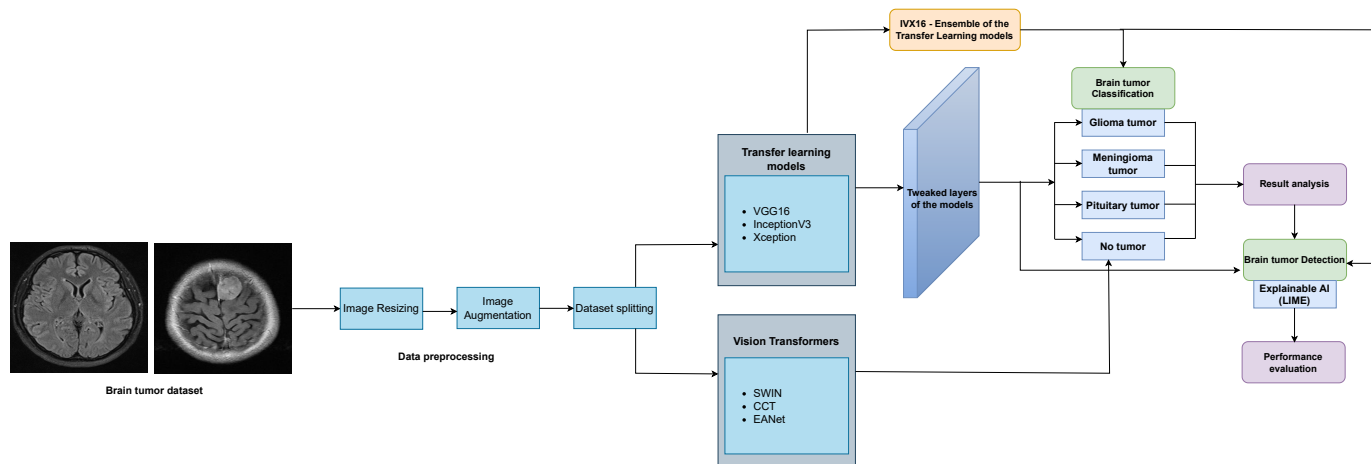 Brain tumor dataset
Image Resizing
Image
Augmentation
Dataset splitting
Data preprocessing
Transfer learning
models
VGG16
InceptionV3
Xception
Vision Transformers
SWIN
CCT
EANet
IVX16 - Ensemble of the
Transfer Learning models
Tweaked layers
of the models
Brain tumor
Classification
Glioma tumor
Meningioma
tumor
Pituitary tumor
No tumor
Result analysis
Brain tumor Detection
Explainable AI
(LIME)
Performance
evaluation